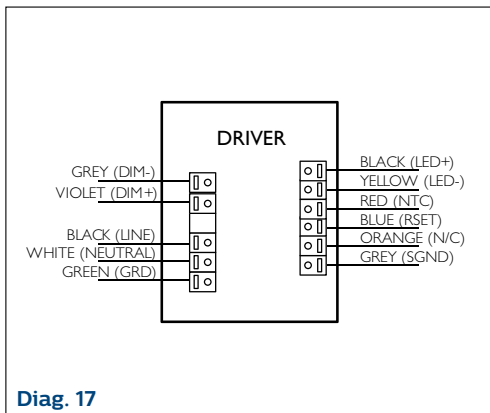 DRIVER
GREY (DIM-)
VIOLET (DIM+)
BLACK (LINE)
WHITE (NEUTRAL)
GREEN (GRD)
BLACK (LED+)
YELLOW (LED-)
RED (NTC)
BLUE (RSET)
ORANGE (N/C)
GREY (SGND)
Diag. 17